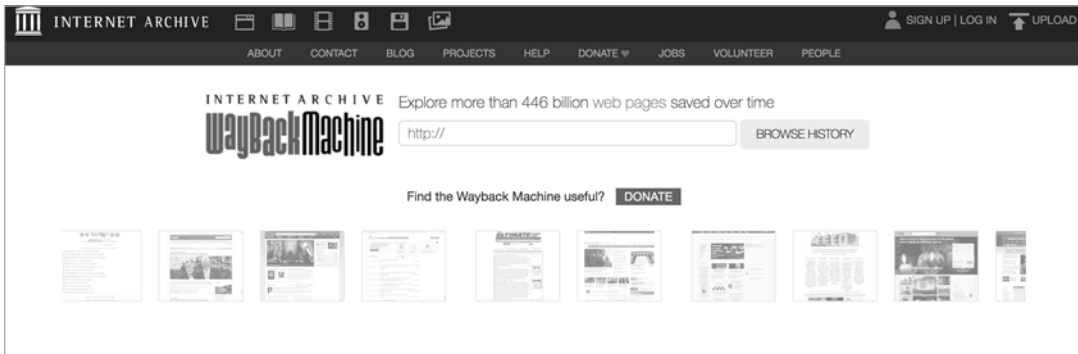 INTERNET ARCHIVE
SIGN UP | LOG IN
UPLOAD
ABOUT CONTACT BLOG PROJECTS HELP DONATE JOBS VOLUNTEER PEOPLE
INTERNET ARCHIVE
WayBackMachine
Explore more than 446 billion web pages saved over time
http://
BROWSE HISTORY
Find the Wayback Machine useful?
DONATE